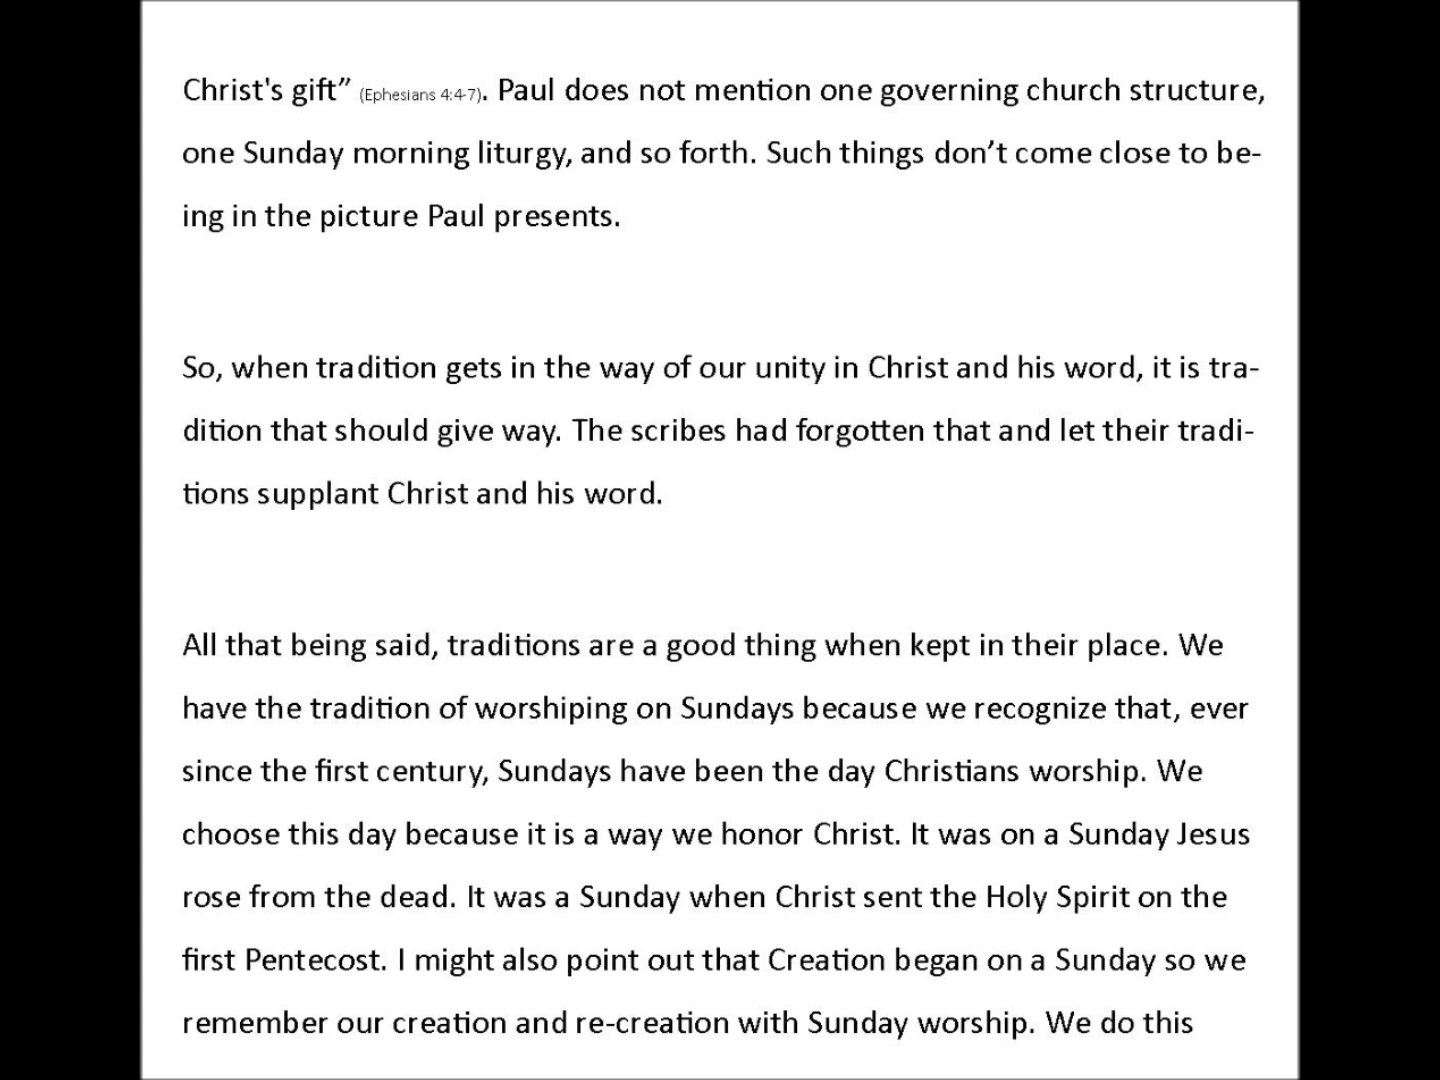 Christ's gift” (Ephesians 4:4-7). Paul does not mention one governing church structure,
one Sunday morning liturgy, and so forth. Such things don’t come close to be-
ing in the picture Paul presents.
So, when tradition gets in the way of our unity in Christ and his word, it is tra-
dition that should give way. The scribes had forgotten that and let their tradi-
tions supplant Christ and his word.
All that being said, traditions are a good thing when kept in their place. We
have the tradition of worshiping on Sundays because we recognize that, ever
since the first century, Sundays have been the day Christians worship. We
choose this day because it is a way we honor Christ. It was on a Sunday Jesus
rose from the dead. It was a Sunday when Christ sent the Holy Spirit on the
first Pentecost. I might also point out that Creation began on a Sunday so we
remember our creation and re-creation with Sunday worship. We do this